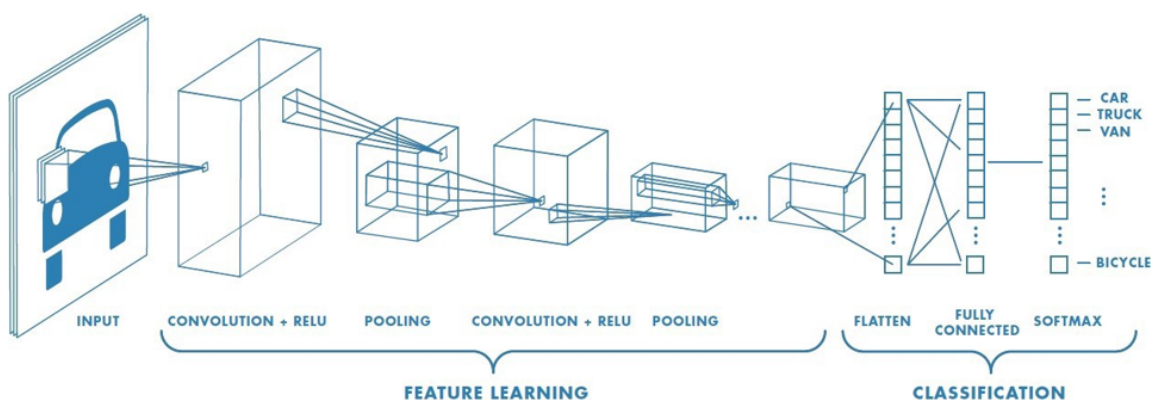 CAR
TRUCK
VAN
BICYCLE
INPUT
CONVOLUTION + RELU
POOLING
CONVOLUTION + RELU
POOLING
FLATTEN
FULLY
CONNECTED
SOFTMAX
FEATURE LEARNING
CLASSIFICATION